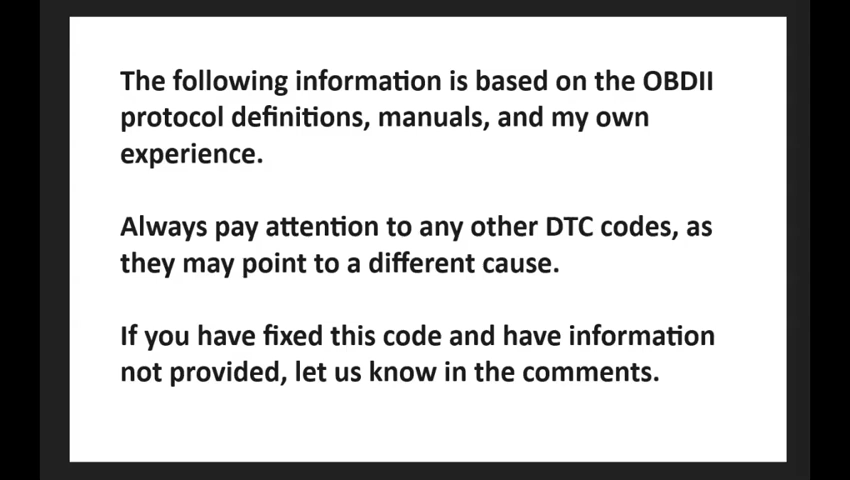 The following information is based on the OBDII
protocol definitions, manuals, and my own
experience.
Always pay attention to any other DTC codes, as
they may point to a different cause.
If you have fixed this code and have information
not provided, let us know in the comments.